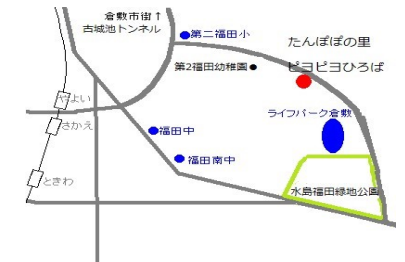 倉敷市街↑
古城池トンネル
第二福田小
たんぽぽの里
第2福田幼稚園
ピヨピヨひろば
やよい
ライフパーク倉敷
さかえ
福田中
福田南中
ときわ
水島福田緑地公園